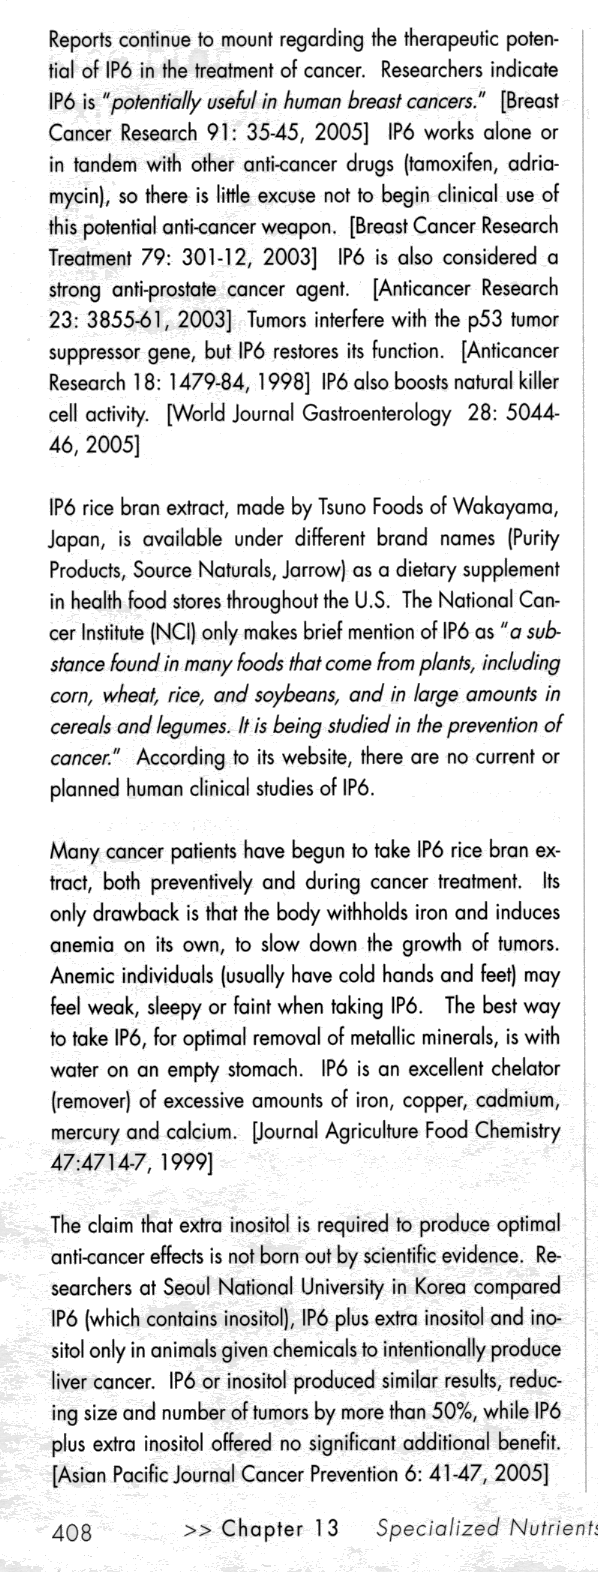 Reports continue to mount regarding the therapeutic poten-
tial of IP6 in the treatment of cancer. Researchers indicate
IP6 is "potentially useful in human breast cancers." [Breast
Cancer Research 91: 35-45, 2005] IP6 works alone or
in tandem with other anti-cancer drugs (tamoxifen, adria-
mycin), so there is little excuse not to begin clinical use of
this potential anti-cancer weapon. [Breast Cancer Research
Treatment 79: 301-12, 2003] IP6 is also considered a
strong anti-prostate cancer agent. [Anticancer Research
23: 3855-61, 2003] Tumors interfere with the p53 tumor
suppressor gene, but IP6 restores its function. [Anticancer
Research 18: 1479-84, 1998] IP6 also boosts natural killer
cell activity. [World Journal Gastroenterology 28: 5044-
46, 2005]
IP6 rice bran extract, made by Tsuno Foods of Wakayama,
Japan, is available under different brand names (Purity
Products, Source Naturals, Jarrow) as a dietary supplement
in health food stores throughout the U.S. The National Can-
cer Institute (NCI) only makes brief mention of IP6 as "a sub-
stance found in many foods that come from plants, including
corn, wheat, rice, and soybeans, and in large amounts in
cereals and legumes. It is being studied in the prevention of
cancer." According to its website, there are no current or
planned human clinical studies of IP6.
Many cancer patients have begun to take IP6 rice bran ex-
tract, both preventively and during cancer treatment. Its
only drawback is that the body withholds iron and induces
anemia on its own, to slow down the growth of tumors.
Anemic individuals (usually have cold hands and feet) may
feel weak, sleepy or faint when taking IP6. The best way
to take IP6, for optimal removal of metallic minerals, is with
water on an empty stomach. IP6 is an excellent chelator
(remover) of excessive amounts of iron, copper, cadmium,
mercury and calcium. [Journal Agriculture Food Chemistry
47:4714-7, 1999]
The claim that extra inositol is required to produce optimal
anti-cancer effects is not born out by scientific evidence. Re-
searchers at Seoul National University in Korea compared
IP6 (which contains inositol), IP6 plus extra inositol and ino-
sitol only in animals given chemicals to intentionally produce
liver cancer. IP6 or inositol produced similar results, reduc-
ing size and number of tumors by more than 50%, while IP6
plus extra inositol offered no significant additional benefit.
[Asian Pacific Journal Cancer Prevention 6: 41-47, 2005]
408 >> Chapter 13 Specialized Nutrients